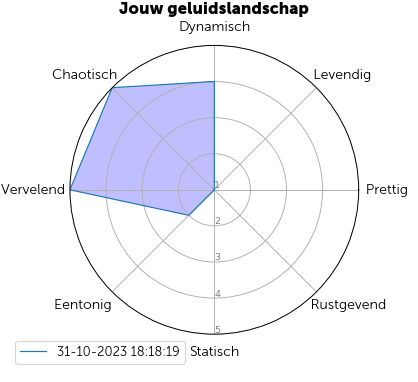 Jouw geluidslandschap
Dynamisch
Chaotisch
Levendig
Vervelend
1
Prettig
2
3
Eentonig
4
Rustgevend
5
31-10-2023 18:18:19
Statisch